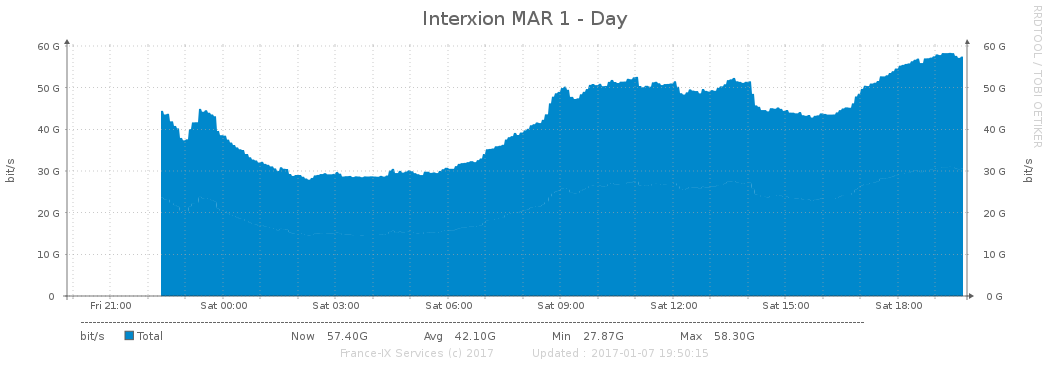 Interxion MAR 1 - Day
RRDTOOL / TOBI OETIKER
60 G 60 G
50 G 50 G
40 G 40 G
30 G 30 G
20 G 20 G
10 G 10 G
0 0 G
bit/s bit/s
Fri 21:00 Sat 00:00 Sat 03:00 Sat 06:00 Sat 09:00 Sat 12:00 Sat 15:00 Sat 18:00
bit/s Total Now 57.40G Avg 42.10G Min 27.87G Max 58.30G
France-IX Services (c) 2017 Updated : 2017-01-07 19:50:15